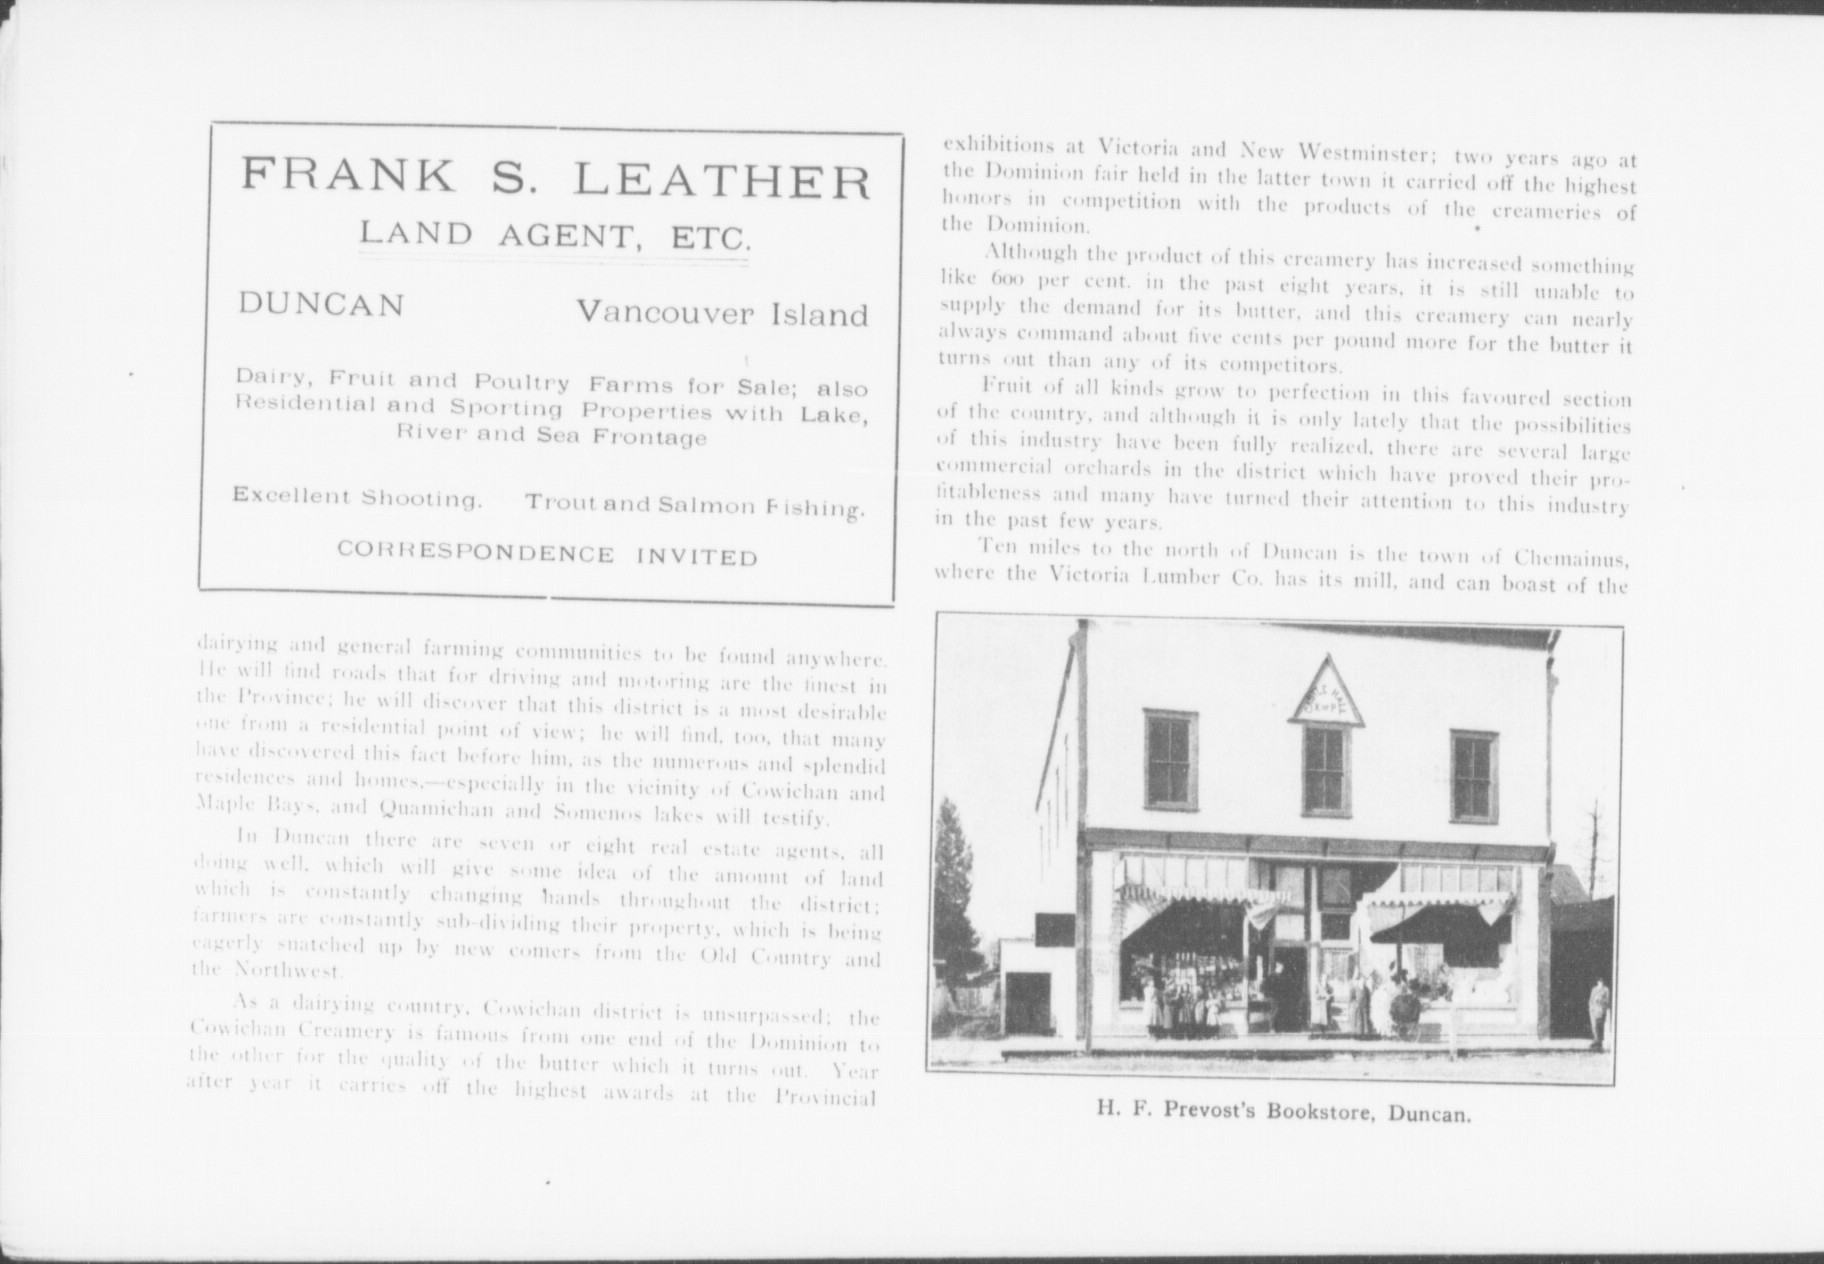 FRANK S. LEATHER
LAND AGENT, ETC.
DUNCAN Vancouver Island
Dairy, Fruit and Poultry Farms for Sale; also
Residential and Sporting Properties with Lake,
River and Sea Frontage
Excellent Shooting. Trout and Salmon Fishing.
CORRESPONDENCE INVITED
dairying and general farming communities to be found anywhere.
He will find roads that for driving and motoring are the finest in
the Province; he will discover that this district is a most desirable
one from a residential point of view; he will find, too, that many
have discovered this fact before him, as the numerous and splendid
residences and homes,—especially in the vicinity of Cowichan and
Maple Bays, and Quamichan and Somenos lakes will testify.
In Duncan there are seven or eight real estate agents, all
doing well, which will give some idea of the amount of land
which is constantly changing hands throughout the district;
farmers are constantly sub-dividing their property, which is being
eagerly snatched up by new comers from the Old Country and
the Northwest.
As a dairying country, Cowichan district is unsurpassed; the
Cowichan Creamery is famous from one end of the Dominion to
the other for the quality of the butter which it turns out. Year
after year it carries off the highest awards at the Provincial
exhibitions at Victoria and New Westminster; two years ago at
the Dominion fair held in the latter town it carried off the highest
honors in competition with the products of the creameries of
the Dominion.
Although the product of this creamery has increased something
like 600 per cent. in the past eight years, it is still unable to
supply the demand for its butter, and this creamery can nearly
always command about five cents per pound more for the butter it
turns out than any of its competitors.
Fruit of all kinds grow to perfection in this favoured section
of the country, and although it is only lately that the possibilities
of this industry have been fully realized, there are several large
commercial orchards in the district which have proved their pro-
fitableness and many have turned their attention to this industry
in the past few years.
Ten miles to the north of Duncan is the town of Chemainus,
where the Victoria Lumber Co. has its mill, and can boast of the
CASTLE HALL
K OF P
H. F. Prevost's Bookstore, Duncan.